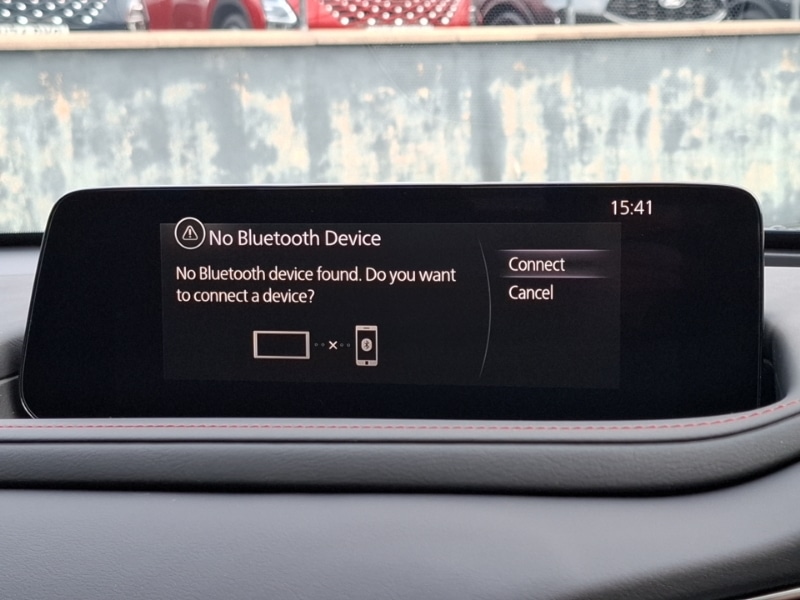 15:41
No Bluetooth Device
No Bluetooth device found. Do you want
to connect a device?
Connect
Cancel